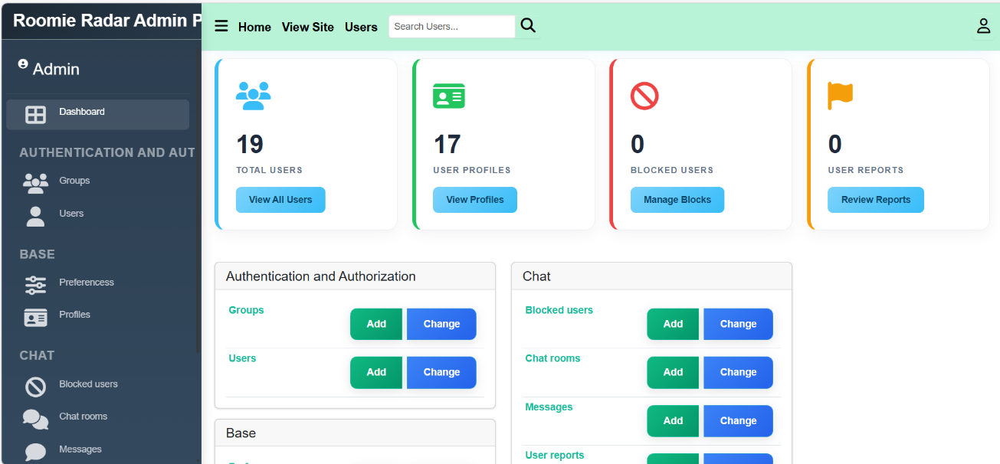 Roomie Radar Admin P
Home View Site Users Search Users...
Admin
Dashboard
AUTHENTICATION AND AUT
Groups
Users
BASE
Preferencess
Profiles
CHAT
Blocked users
Chat rooms
Messages
19
TOTAL USERS
View All Users
17
USER PROFILES
View Profiles
0
BLOCKED USERS
Manage Blocks
0
USER REPORTS
Review Reports
Authentication and Authorization
Groups Add Change
Users Add Change
Base
Chat
Blocked users Add Change
Chat rooms Add Change
Messages Add Change
User reports